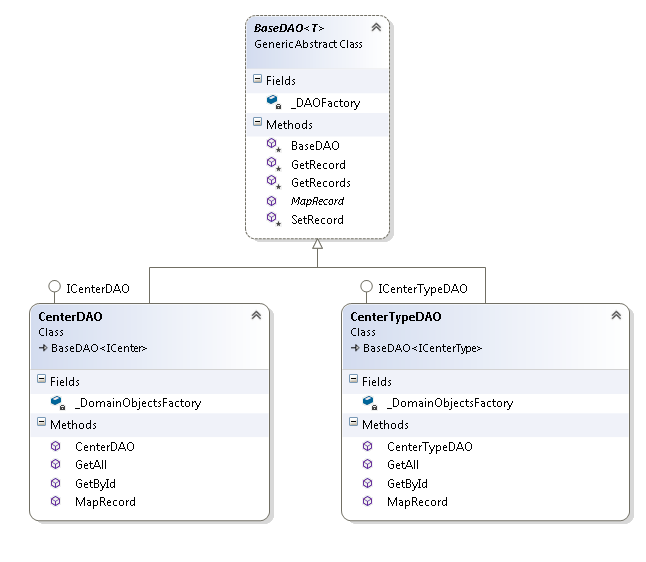 BaseDAO<T>
Generic Abstract Class
Fields
_DAOFactory
Methods
BaseDAO
GetRecord
GetRecords
MapRecord
SetRecord
ICenterDAO
CenterDAO
Class
BaseDAO<ICenter>
Fields
_DomainObjectsFactory
Methods
CenterDAO
GetAll
GetById
MapRecord
ICenterTypeDAO
CenterTypeDAO
Class
BaseDAO<ICenterType>
Fields
_DomainObjectsFactory
Methods
CenterTypeDAO
GetAll
GetById
MapRecord